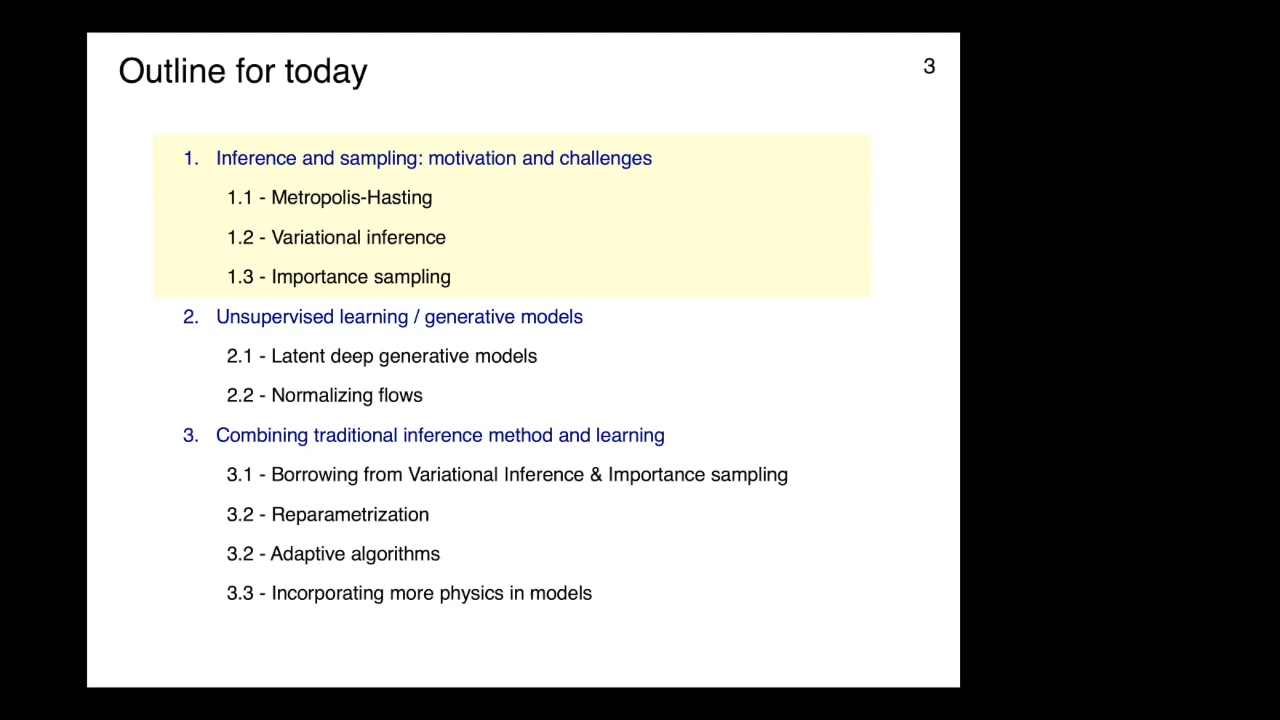 Outline for today
3
1. Inference and sampling: motivation and challenges
1.1 - Metropolis-Hasting
1.2 - Variational inference
1.3 - Importance sampling
2. Unsupervised learning / generative models
2.1 - Latent deep generative models
2.2 - Normalizing flows
3. Combining traditional inference method and learning
3.1 - Borrowing from Variational Inference & Importance sampling
3.2 - Reparametrization
3.2 - Adaptive algorithms
3.3 - Incorporating more physics in models